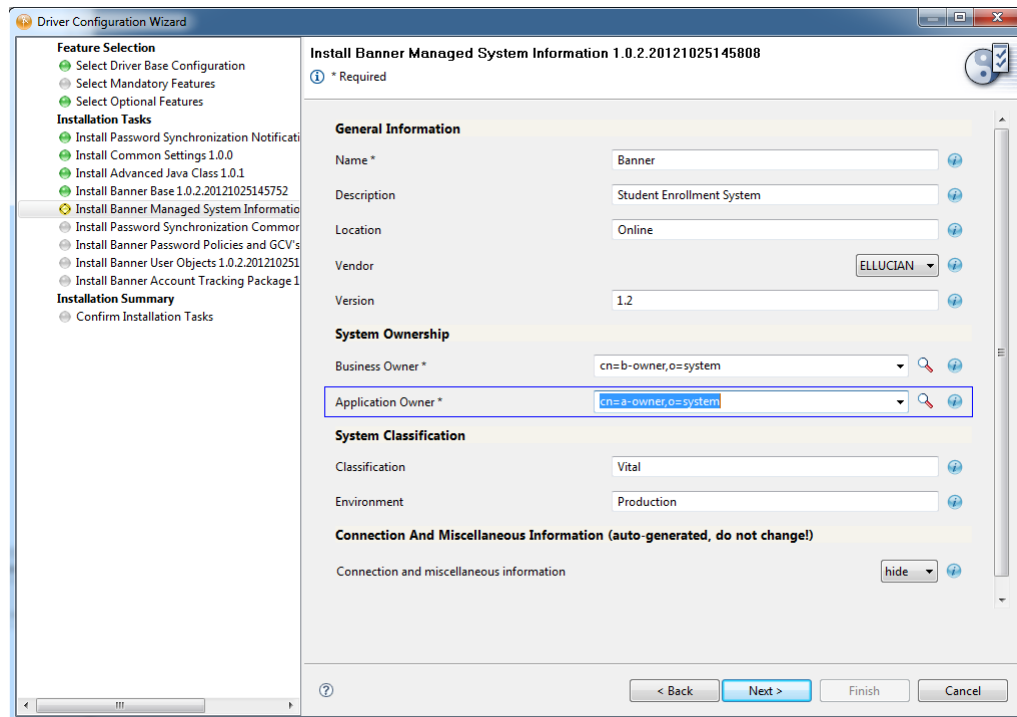 Driver Configuration Wizard
Feature Selection
Select Driver Base Configuration
Select Mandatory Features
Select Optional Features
Installation Tasks
Install Password Synchronization Notificati
Install Common Settings 1.0.0
Install Advanced Java Class 1.0.1
Install Banner Base 1.0.2.20121025145752
Install Banner Managed System Informatio
Install Password Synchronization Common
Install Banner Password Policies and GCV's
Install Banner User Objects 1.0.2.201210251
Install Banner Account Tracking Package 1
Installation Summary
Confirm Installation Tasks
Install Banner Managed System Information 1.0.2.20121025145808
* Required
General Information
Name * Banner
Description Student Enrollment System
Location Online
Vendor ELLUCIAN
Version 1.2
System Ownership
Business Owner * cn=b-owner,o=system
Application Owner * cn=a-owner,o=system
System Classification
Classification Vital
Environment Production
Connection And Miscellaneous Information (auto-generated, do not change!)
Connection and miscellaneous information hide
< Back Next > Finish Cancel